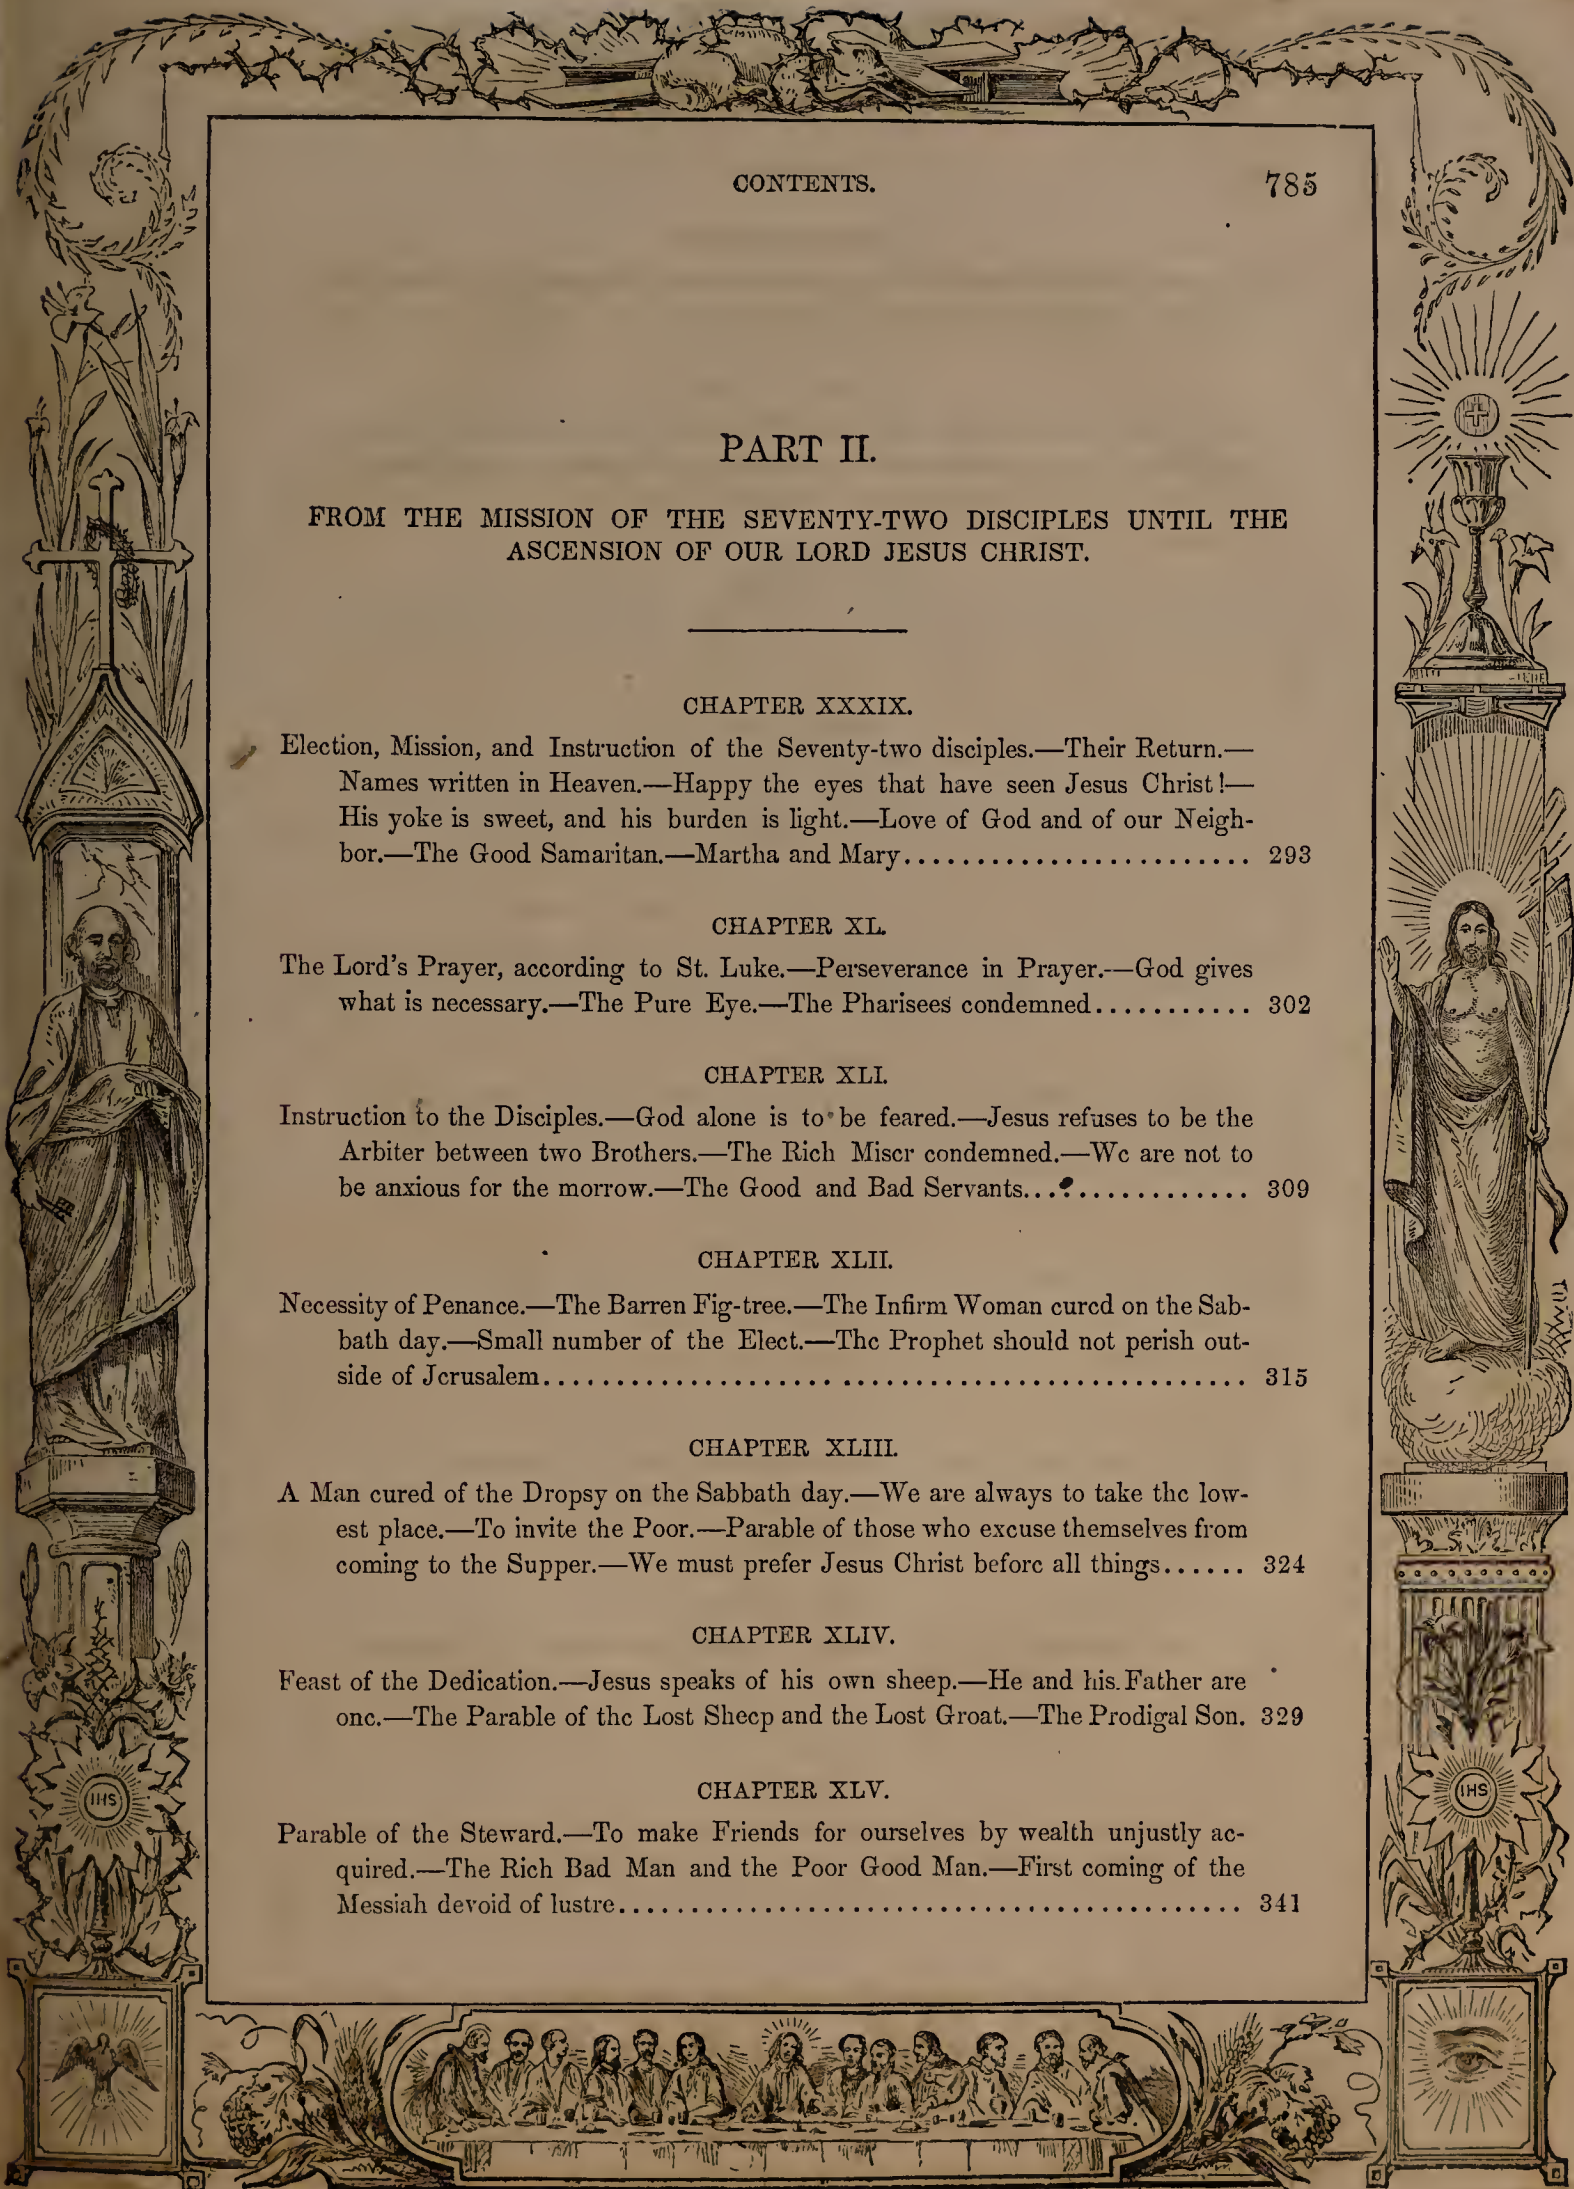 CONTENTS. 785
PART II.
FROM THE MISSION OF THE SEVENTY-TWO DISCIPLES UNTIL THE
ASCENSION OF OUR LORD JESUS CHRIST.
CHAPTER XXXIX.
Election, Mission, and Instruction of the Seventy-two disciples.—Their Return.—
Names written in Heaven.—Happy the eyes that have seen Jesus Christ!—
His yoke is sweet, and his burden is light.—Love of God and of our Neigh-
bor.—The Good Samaritan.—Martha and Mary........................ 293
CHAPTER XL.
The Lord's Prayer, according to St. Luke.—Perseverance in Prayer.—God gives
what is necessary.—The Pure Eye.—The Pharisees condemned........... 302
CHAPTER XLI.
Instruction to the Disciples.—God alone is to be feared.—Jesus refuses to be the
Arbiter between two Brothers.—The Rich Miser condemned.—We are not to
be anxious for the morrow.—The Good and Bad Servants................ 309
CHAPTER XLII.
Necessity of Penance.—The Barren Fig-tree.—The Infirm Woman cured on the Sab-
bath day.—Small number of the Elect.—The Prophet should not perish out-
side of Jerusalem................................................ 315
CHAPTER XLIII.
A Man cured of the Dropsy on the Sabbath day.—We are always to take the low-
est place.—To invite the Poor.—Parable of those who excuse themselves from
coming to the Supper.—We must prefer Jesus Christ before all things...... 324
CHAPTER XLIV.
Feast of the Dedication.—Jesus speaks of his own sheep.—He and his Father are
one.—The Parable of the Lost Sheep and the Lost Groat.—The Prodigal Son. 329
CHAPTER XLV.
Parable of the Steward.—To make Friends for ourselves by wealth unjustly ac-
quired.—The Rich Bad Man and the Poor Good Man.—First coming of the
Messiah devoid of lustre........................................... 341
IHS
IHS